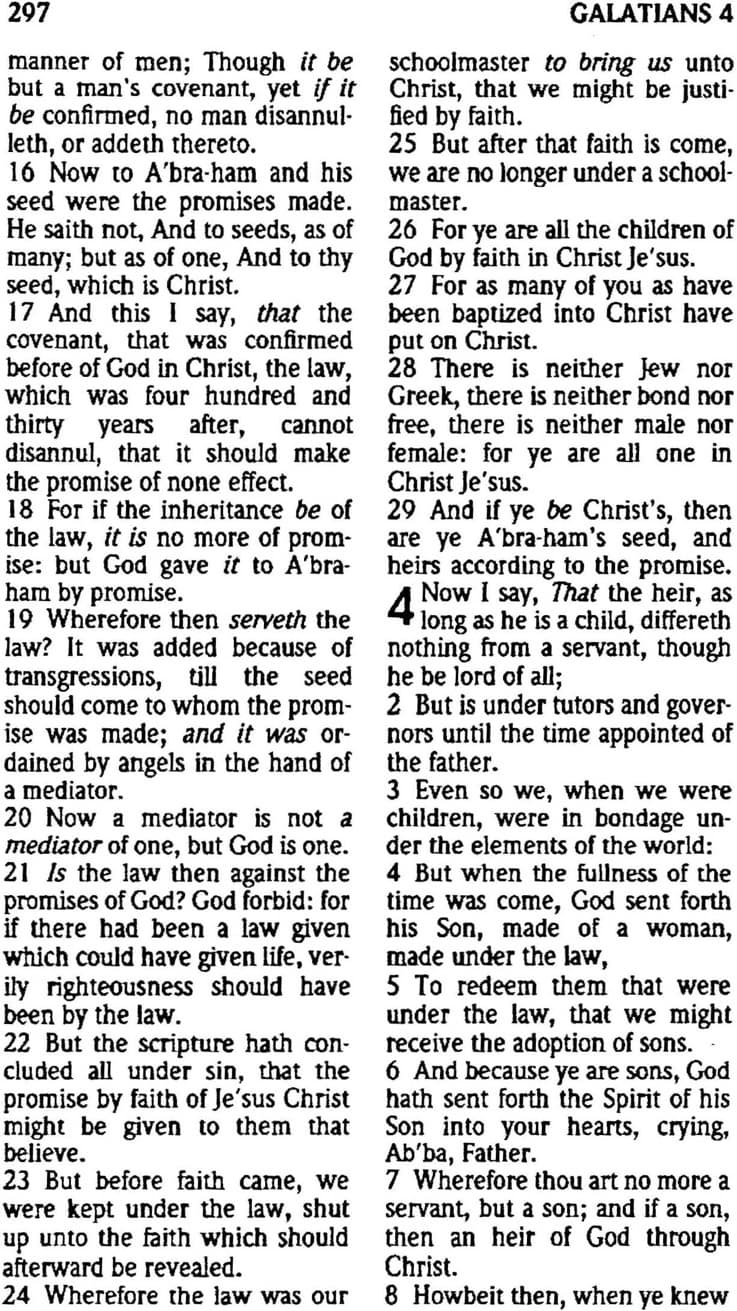 297
GALATIANS 4
manner of men; Though it be
but a man's covenant, yet if it
be confirmed, no man disannul-
leth, or addeth thereto.
16 Now to A′bra-ham and his
seed were the promises made.
He saith not, And to seeds, as of
many; but as of one, And to thy
seed, which is Christ.
17 And this I say, that the
covenant, that was confirmed
before of God in Christ, the law,
which was four hundred and
thirty years after, cannot
disannul, that it should make
the promise of none effect.
18 For if the inheritance be of
the law, it is no more of prom-
ise: but God gave it to A′bra-
ham by promise.
19 Wherefore then serveth the
law? It was added because of
transgressions, till the seed
should come to whom the prom-
ise was made; and it was or-
dained by angels in the hand of
a mediator.
20 Now a mediator is not a
mediator of one, but God is one.
21 Is the law then against the
promises of God? God forbid: for
if there had been a law given
which could have given life, ver-
ily righteousness should have
been by the law.
22 But the scripture hath con-
cluded all under sin, that the
promise by faith of Je′sus Christ
might be given to them that
believe.
23 But before faith came, we
were kept under the law, shut
up unto the faith which should
afterward be revealed.
24 Wherefore the law was our
schoolmaster to bring us unto
Christ, that we might be justi-
fied by faith.
25 But after that faith is come,
we are no longer under a school-
master.
26 For ye are all the children of
God by faith in Christ Je′sus.
27 For as many of you as have
been baptized into Christ have
put on Christ.
28 There is neither Jew nor
Greek, there is neither bond nor
free, there is neither male nor
female: for ye are all one in
Christ Je′sus.
29 And if ye be Christ's, then
are ye A′bra-ham's seed, and
heirs according to the promise.
4 Now I say, That the heir, as
long as he is a child, differeth
nothing from a servant, though
he be lord of all;
2 But is under tutors and gover-
nors until the time appointed of
the father.
3 Even so we, when we were
children, were in bondage un-
der the elements of the world:
4 But when the fullness of the
time was come, God sent forth
his Son, made of a woman,
made under the law,
5 To redeem them that were
under the law, that we might
receive the adoption of sons.
6 And because ye are sons, God
hath sent forth the Spirit of his
Son into your hearts, crying,
Ab′ba, Father.
7 Wherefore thou art no more a
servant, but a son; and if a son,
then an heir of God through
Christ.
8 Howbeit then, when ye knew